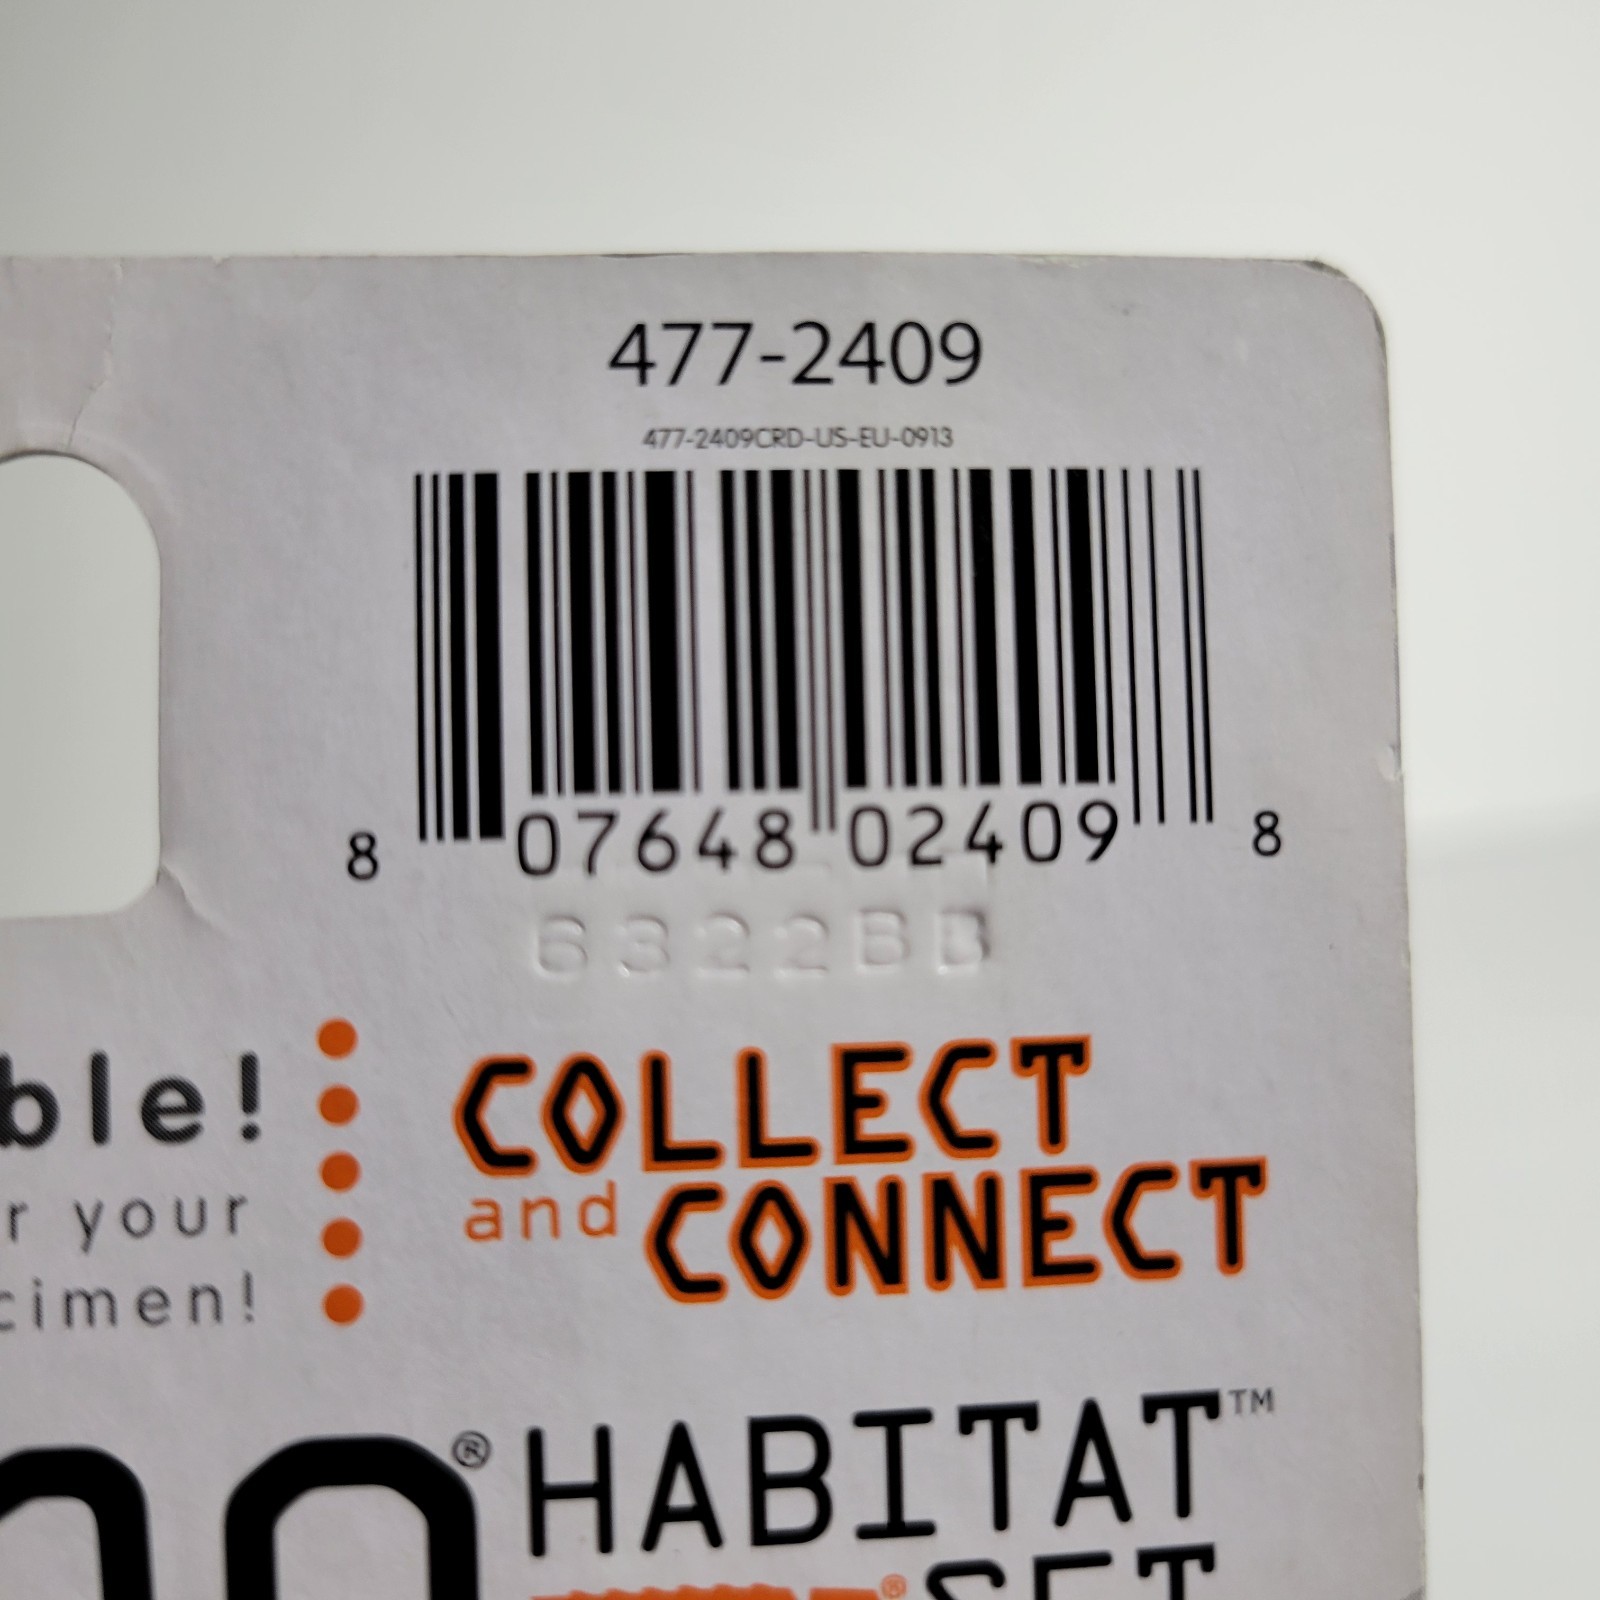 477-2409
477-2409CRD-US-EU-0913
8 07648 02409 8
6322BB
ble!
r your
cimen!
COLLECT
and CONNECT
® HABITAT™
SET